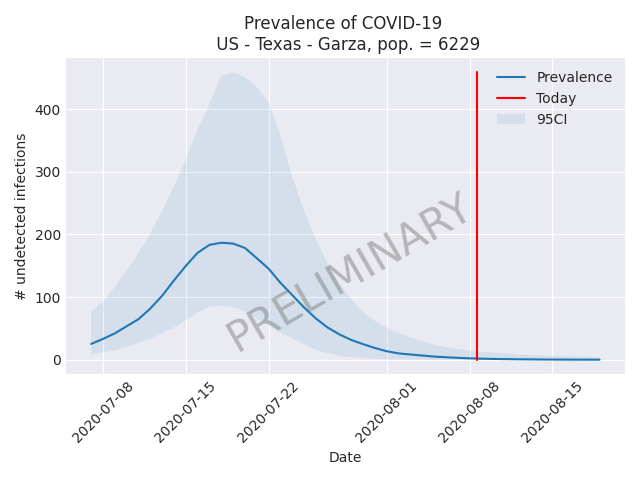 Prevalence of COVID-19
US - Texas - Garza, pop. = 6229
# undetected infections
400
300
200
100
0
Prevalence
Today
95CI
PRELIMINARY
2020-07-08
2020-07-15
2020-07-22
2020-08-01
2020-08-08
2020-08-15
Date